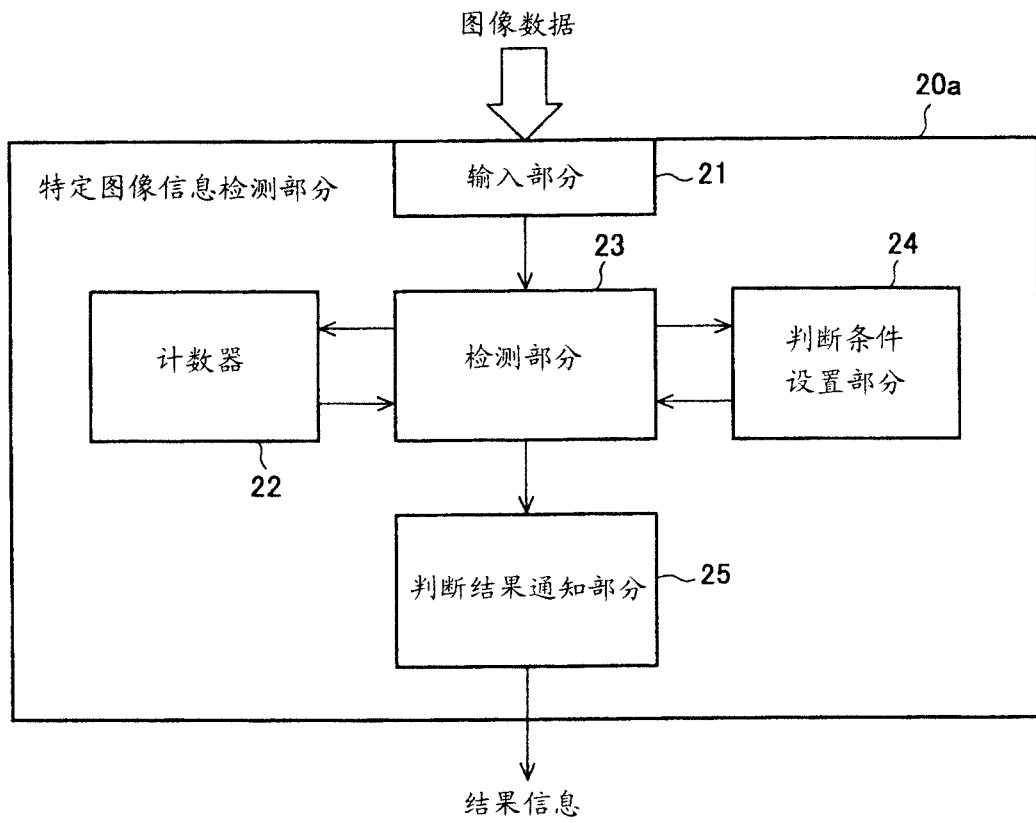 图像数据
20a
输入部分
21
特定图像信息检测部分
23
24
计数器
检测部分
判断条件
设置部分
22
判断结果通知部分
25
结果信息